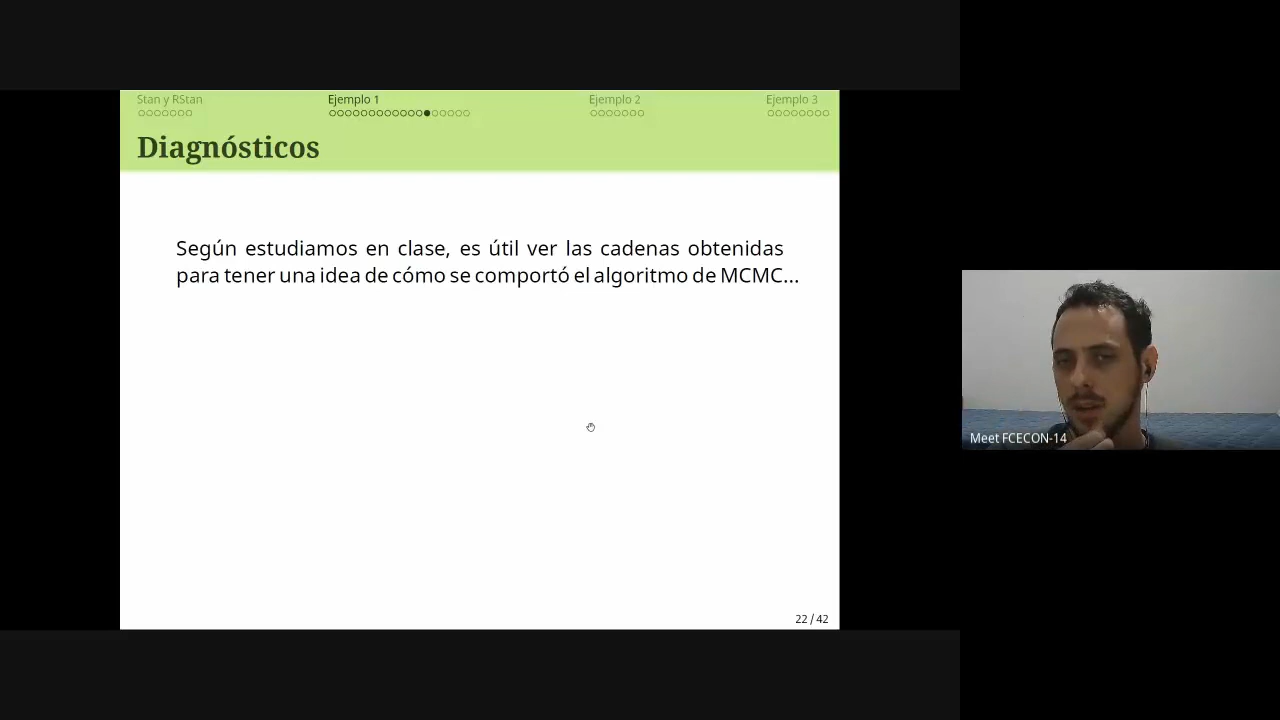 Stan y RStan
Ejemplo 1
Ejemplo 2
Ejemplo 3
Diagnósticos
Según estudiamos en clase, es útil ver las cadenas obtenidas
para tener una idea de cómo se comportó el algoritmo de MCMC...
22 / 42
Meet FCECON-14